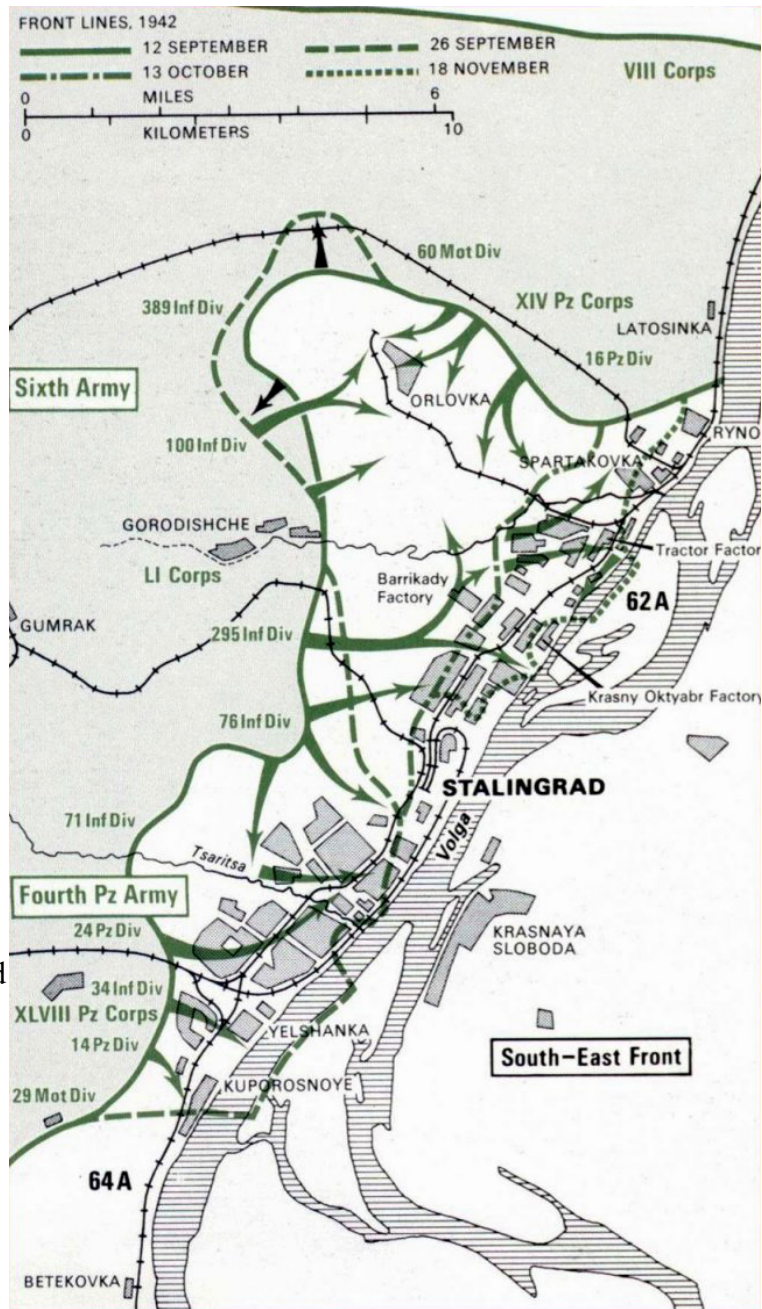 FRONT LINES, 1942
12 SEPTEMBER
26 SEPTEMBER
13 OCTOBER
18 NOVEMBER
0 MILES 6
0 KILOMETERS 10
VIII Corps
60 Mot Div
389 Inf Div
XIV Pz Corps
LATOSINKA
16 Pz Div
Sixth Army
ORLOVKA
RYNO
100 Inf Div
SPARTAKOVKA
GORODISHCHE
Tractor Factor
LI Corps
Barrikady
Factory
62A
GUMRAK
295 Inf Div
Krasny Oktyabr Factory
76 Inf Div
STALINGRAD
71 Inf Div
Volga
Tsaritsa
Fourth Pz Army
24 Pz Div
KRASNAYA
SLOBODA
d
34 Inf Div
XLVIII Pz Corps
YELSHANKA
14 Pz Div
South-East Front
KUPOROSNOYE
29 Mot Div
64A
BETEKOVKA